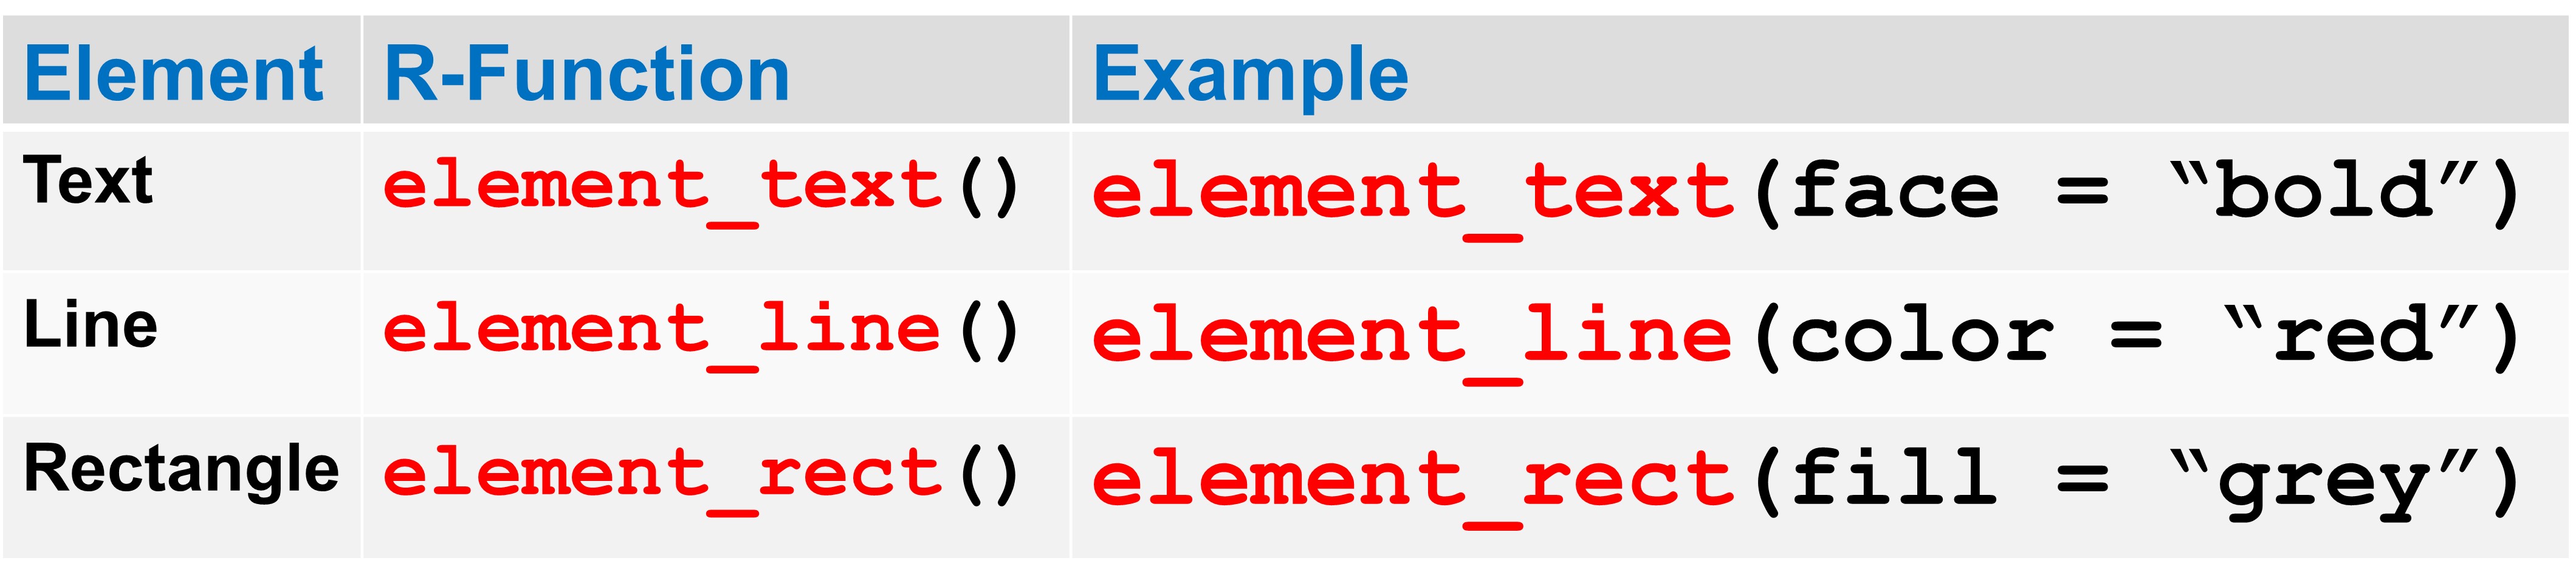 Element R-Function Example
Text element_text() element_text(face = “bold”)
Line element_line() element_line(color = “red”)
Rectangle element_rect() element_rect(fill = “grey”)